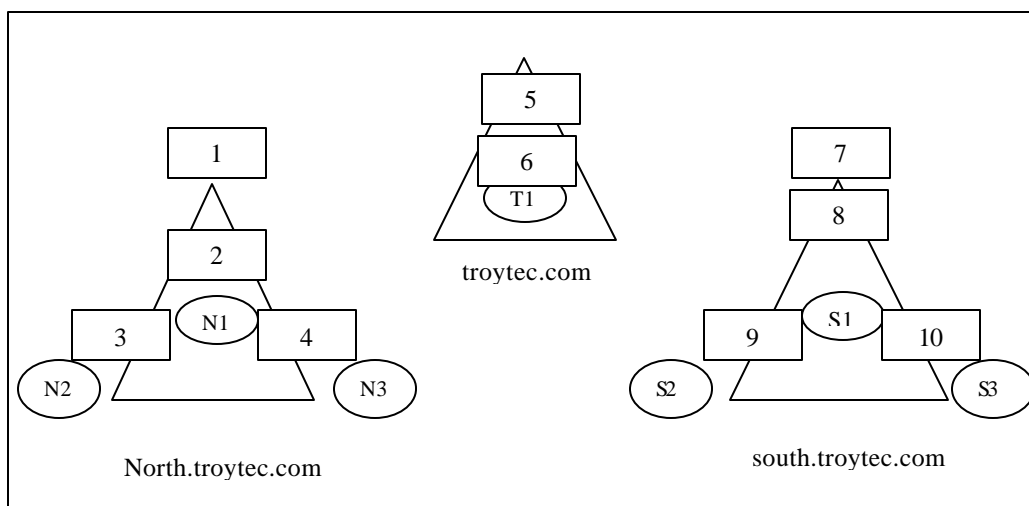 5
1
7
6
T1
8
2
troytec.com
N1
S1
3
4
9
10
N2
N3
S2
S3
North.troytec.com
south.troytec.com